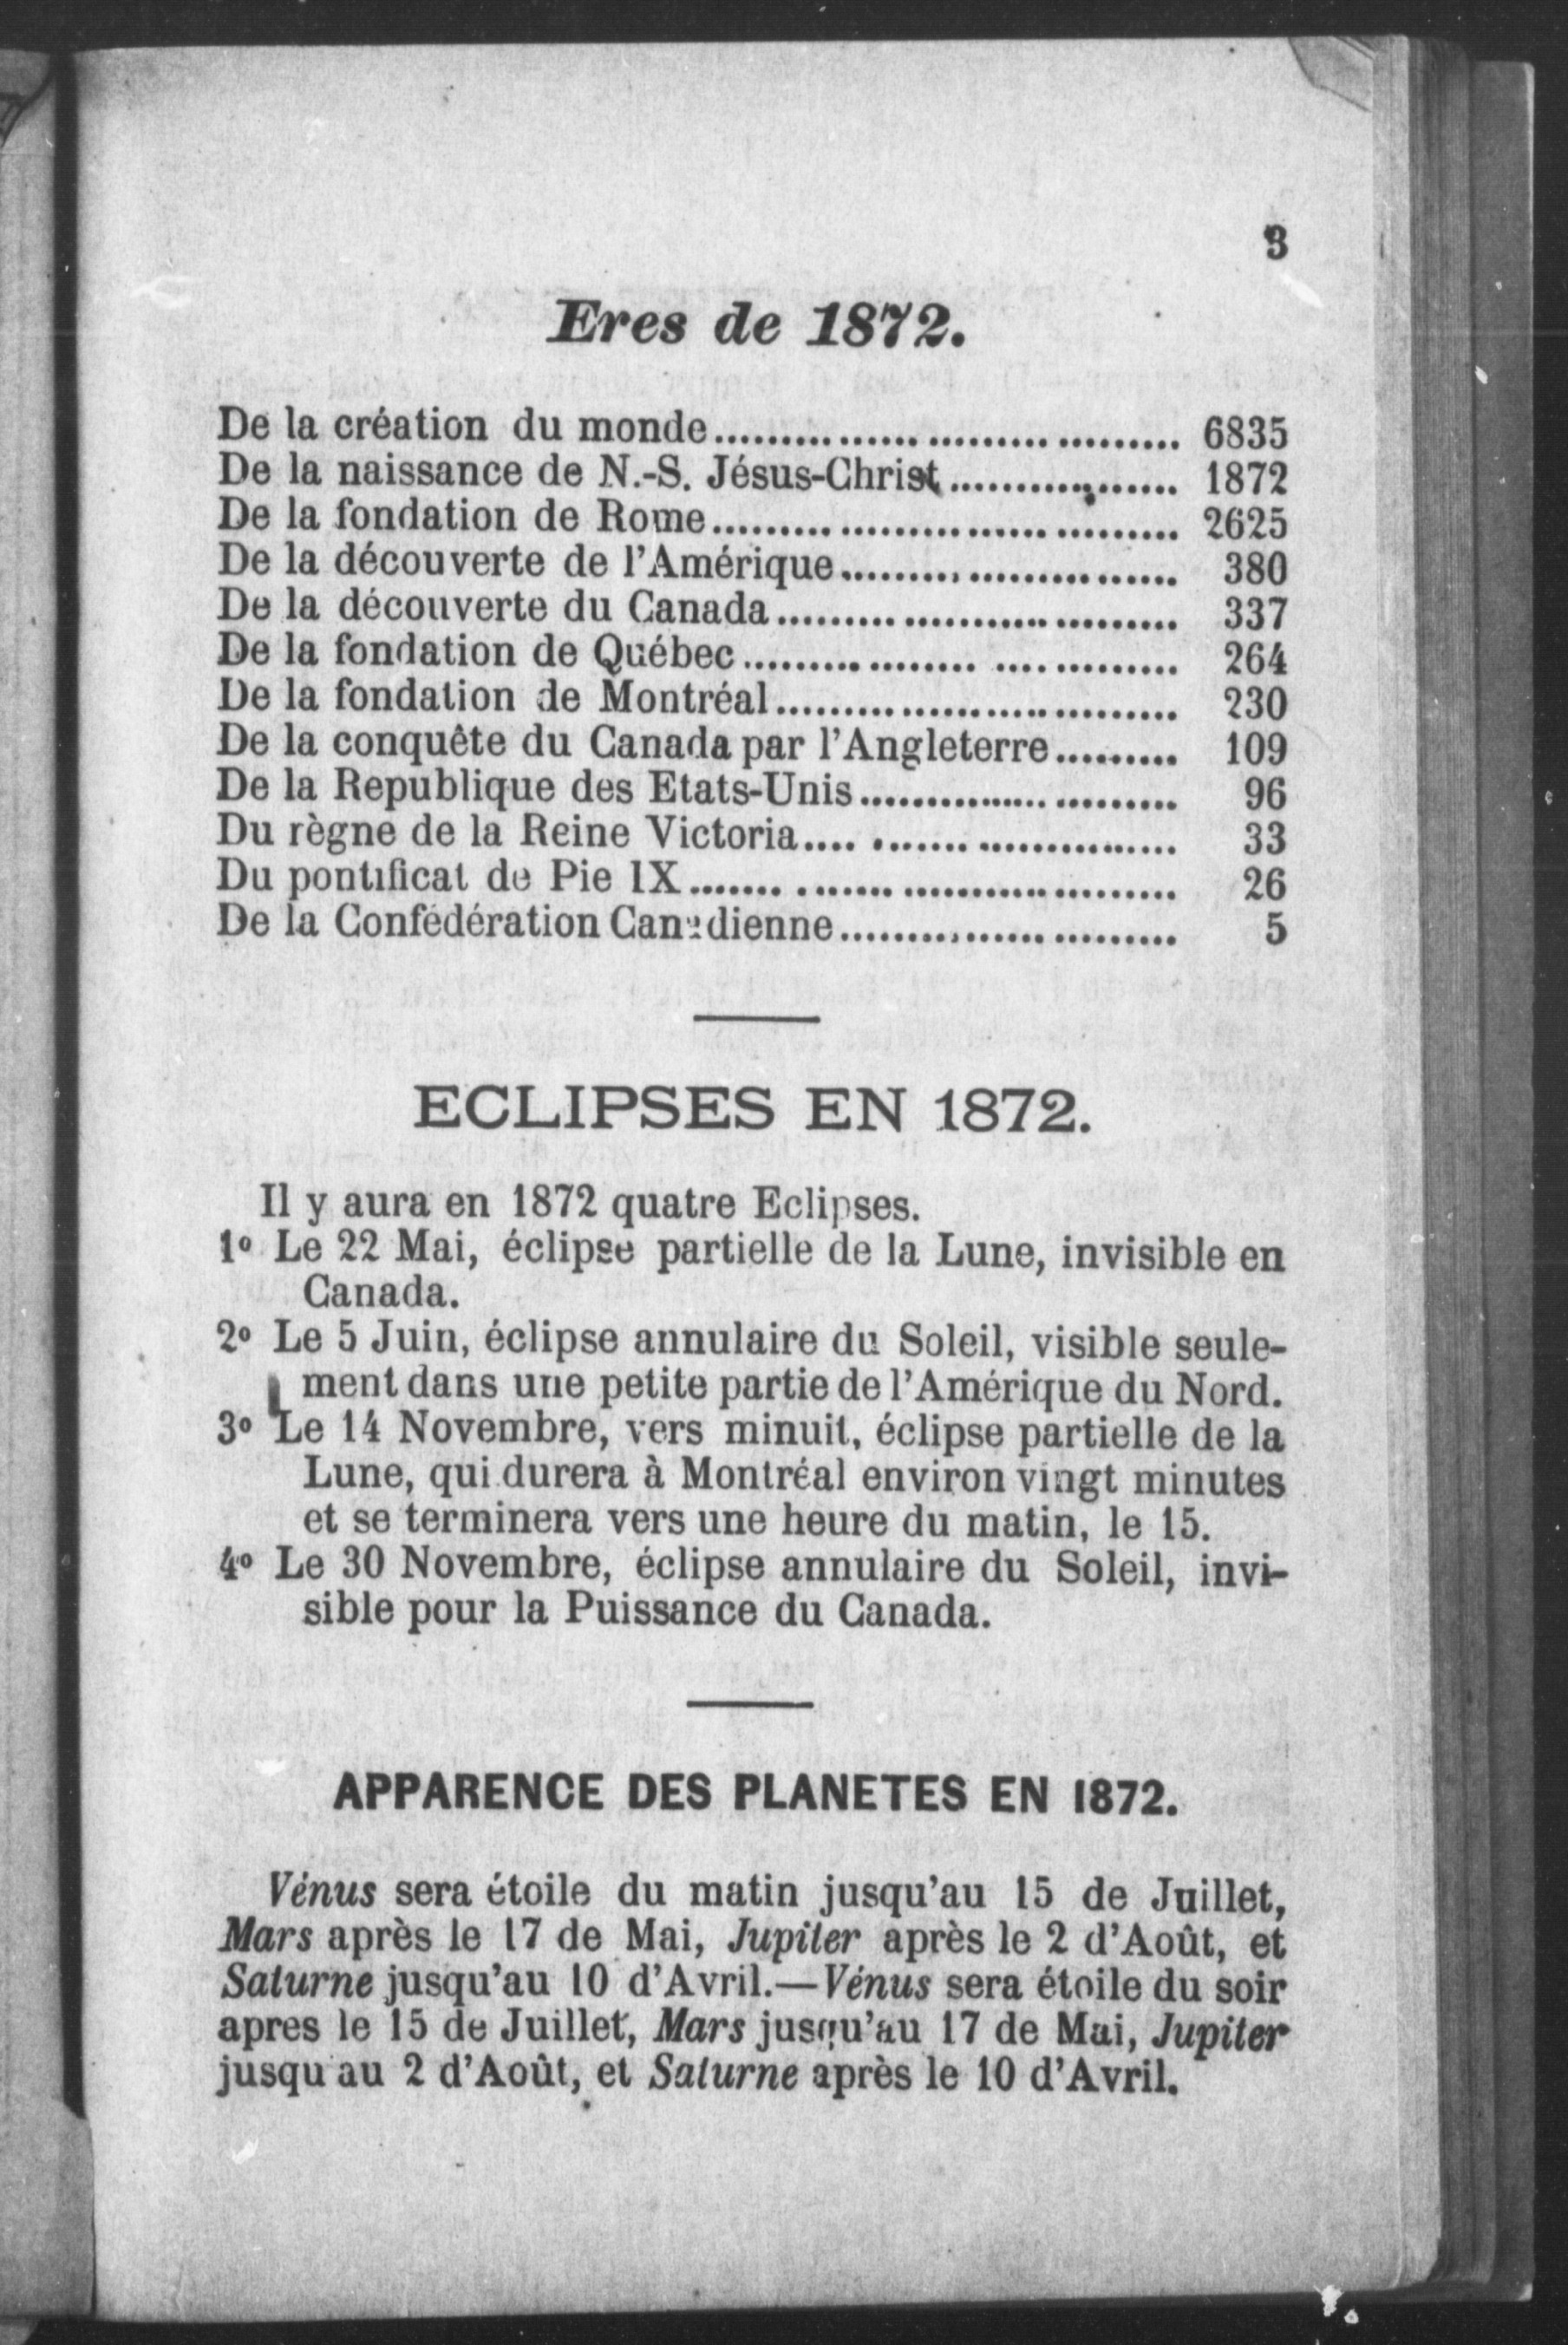 3
Eres de 1872.
De la création du monde................................... 6835
De la naissance de N.-S. Jésus-Christ.................. 1872
De la fondation de Rome................................... 2625
De la découverte de l'Amérique......................... 380
De la découverte du Canada.............................. 337
De la fondation de Québec............................... 264
De la fondation de Montréal.............................. 230
De la conquête du Canada par l'Angleterre......... 109
De la Republique des Etats-Unis........................ 96
Du règne de la Reine Victoria........................... 33
Du pontificat de Pie IX.................................... 26
De la Confédération Canadienne......................... 5
ECLIPSES EN 1872.
Il y aura en 1872 quatre Eclipses.
1º Le 22 Mai, éclipse partielle de la Lune, invisible en
Canada.
2º Le 5 Juin, éclipse annulaire du Soleil, visible seule-
ment dans une petite partie de l'Amérique du Nord.
3º Le 14 Novembre, vers minuit, éclipse partielle de la
Lune, qui durera à Montréal environ vingt minutes
et se terminera vers une heure du matin, le 15.
4º Le 30 Novembre, éclipse annulaire du Soleil, invi-
sible pour la Puissance du Canada.
APPARENCE DES PLANETES EN 1872.
Vénus sera étoile du matin jusqu'au 15 de Juillet,
Mars après le 17 de Mai, Jupiter après le 2 d'Août, et
Saturne jusqu'au 10 d'Avril.—Vénus sera étoile du soir
apres le 15 de Juillet, Mars jusqu'au 17 de Mai, Jupiter
jusqu'au 2 d'Août, et Saturne après le 10 d'Avril.